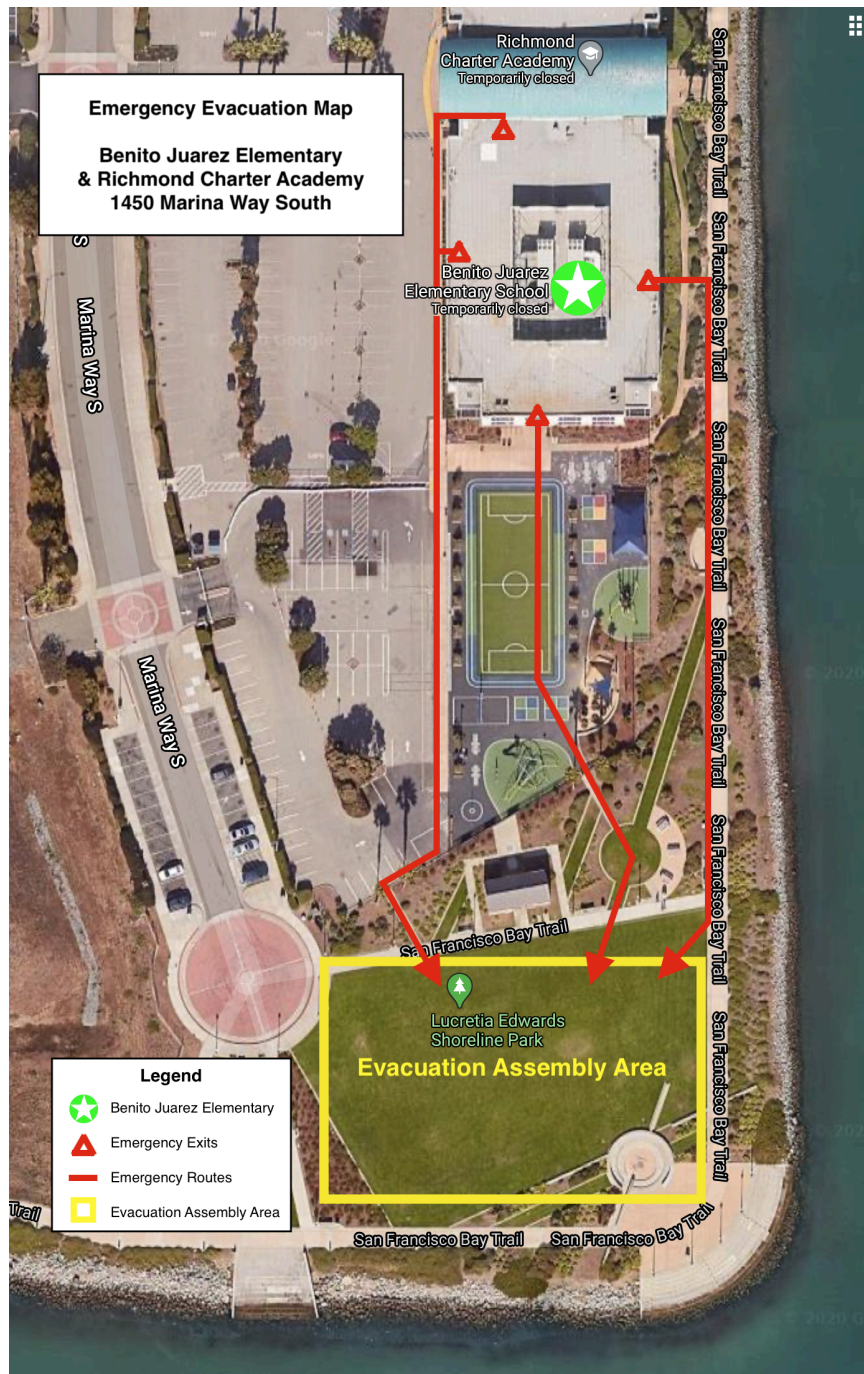 Emergency Evacuation Map
Benito Juarez Elementary
& Richmond Charter Academy
1450 Marina Way South
Richmond
Charter Academy
Temporarily closed
San Francisco Bay Trail
San Francisco Bay Trail
S
Marina Way S
Benito Juarez
Elementary School
Temporarily closed
San Francisco Bay Trail
San Francisco Bay Trail
Marina Way S
San Francisco Bay Trail
San Francisco Bay Trail
San Francisco Bay Trail
Lucretia Edwards
Shoreline Park
Evacuation Assembly Area
Legend
Benito Juarez Elementary
Emergency Exits
Emergency Routes
Evacuation Assembly Area
Trail
San Francisco Bay Trail
San Francisco Bay Trail
San Francisco Bay Trail
© 2020